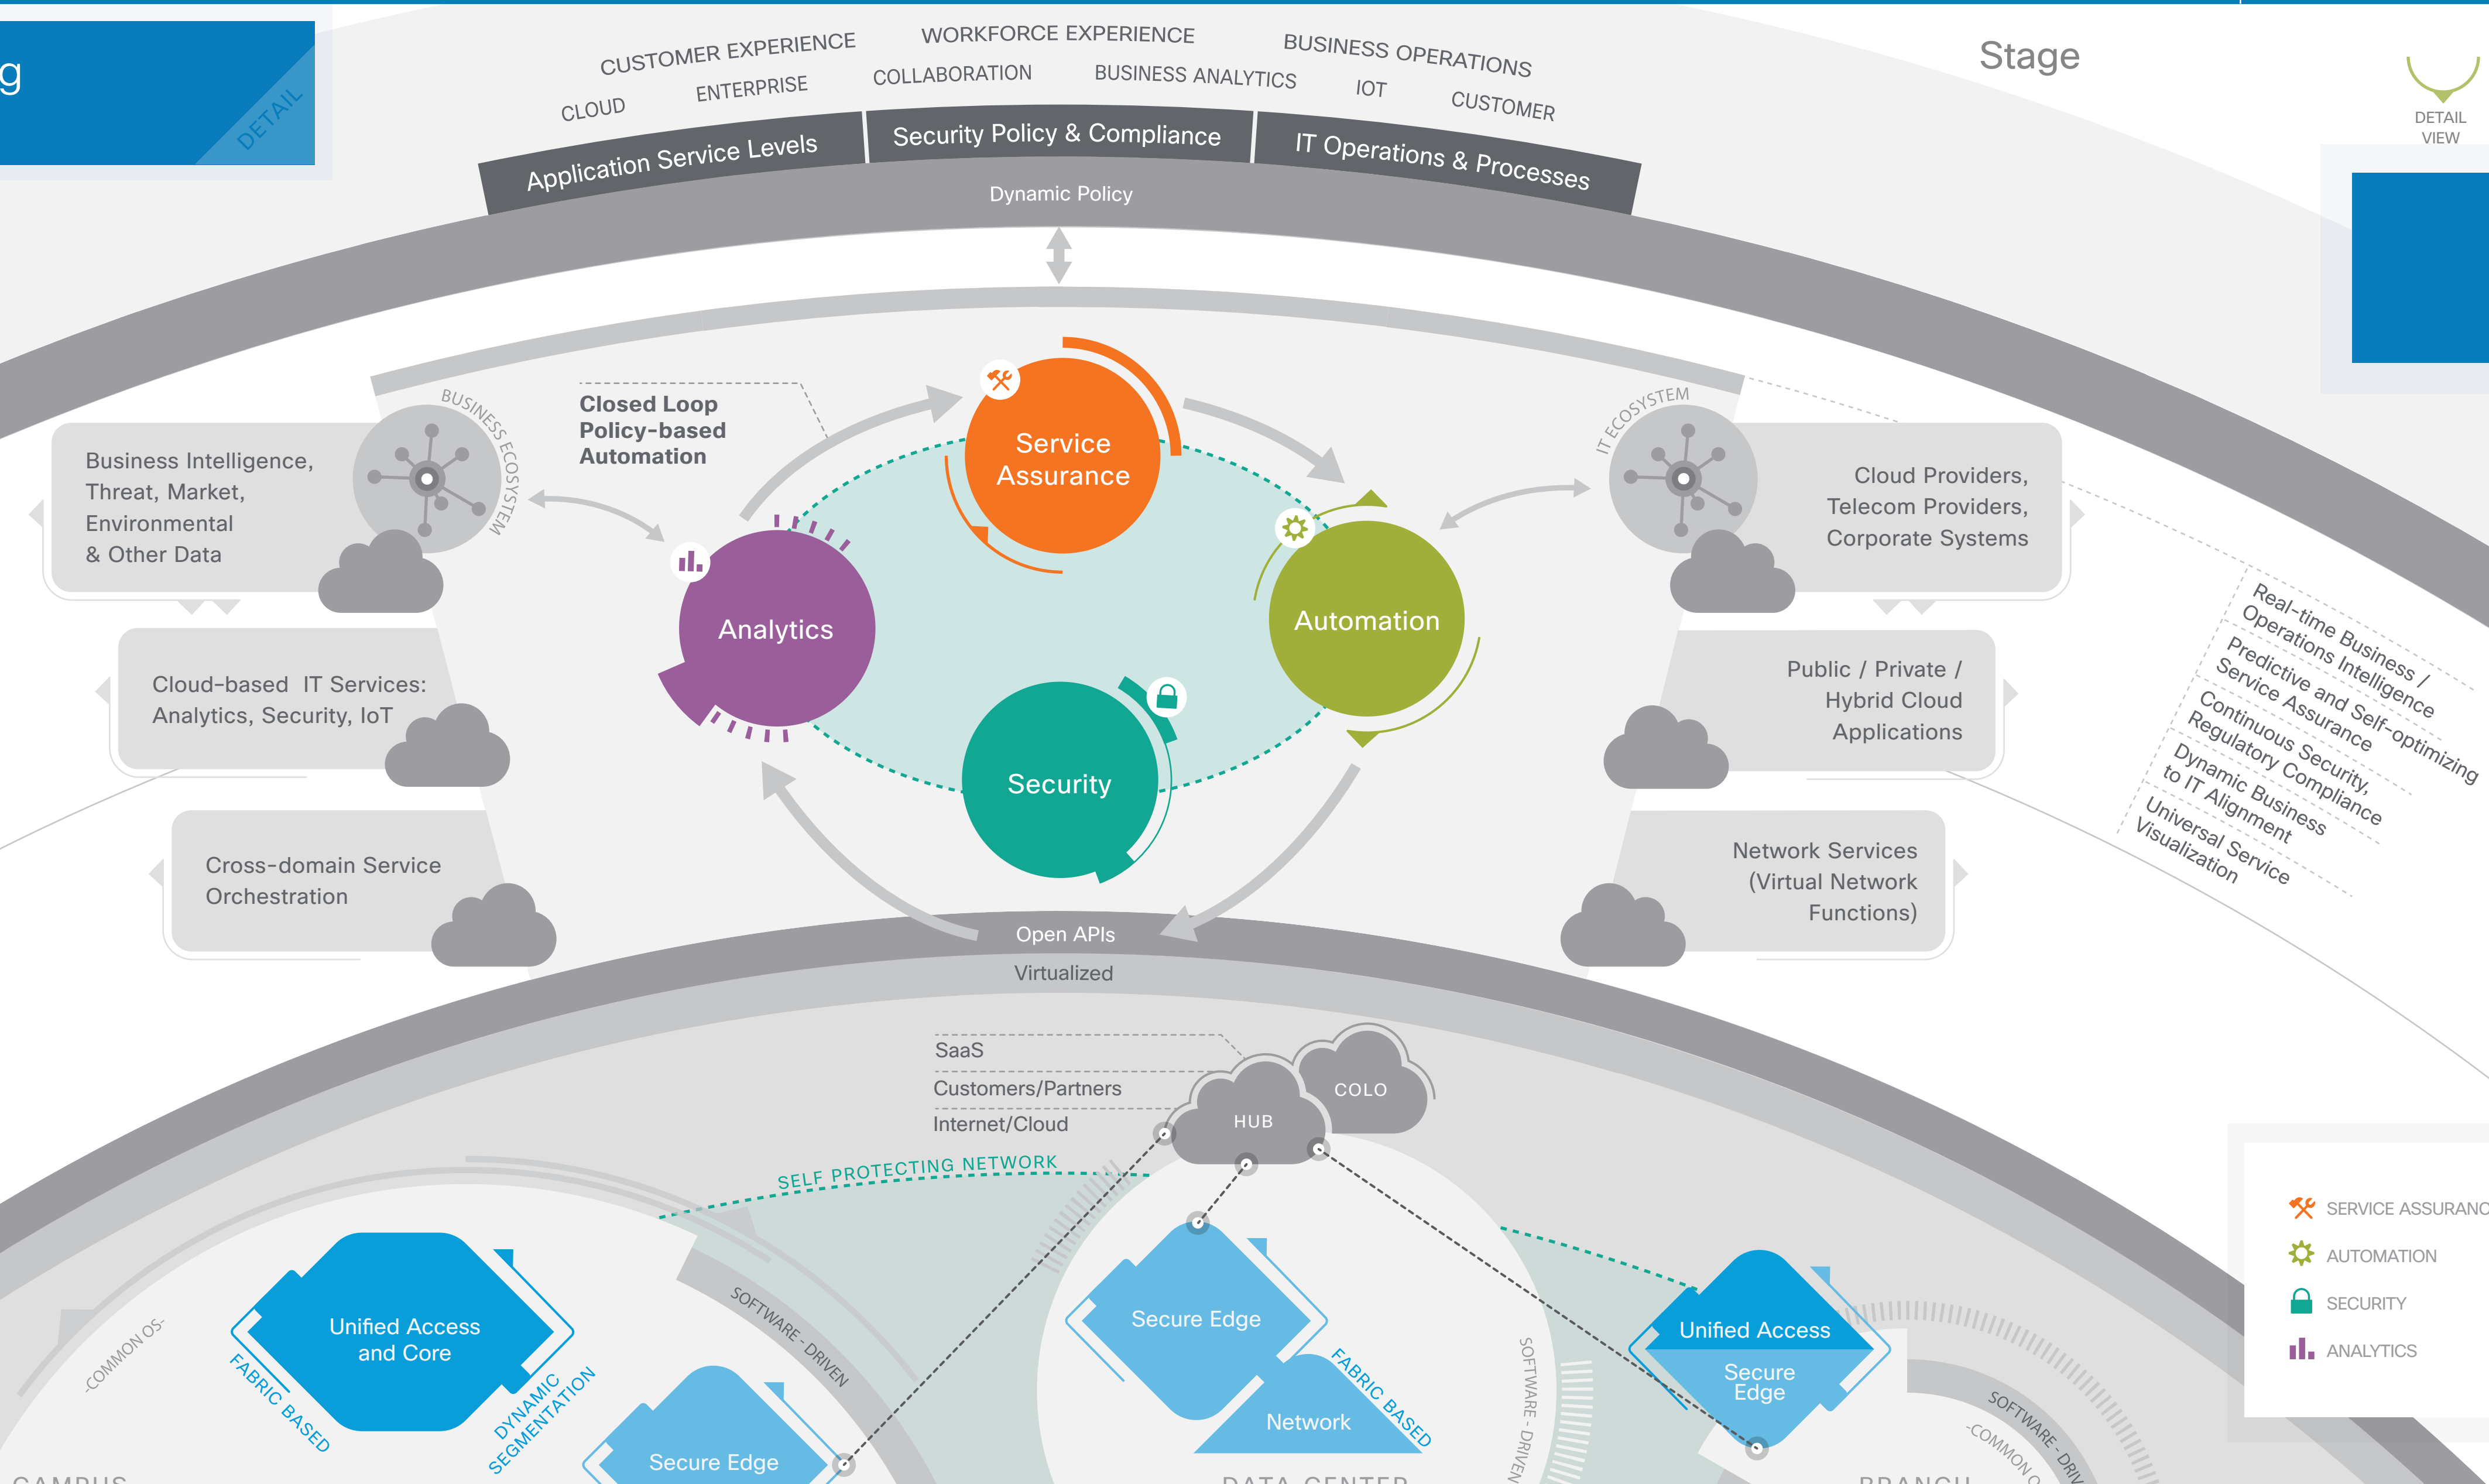 g
DETAIL
CUSTOMER EXPERIENCE
WORKFORCE EXPERIENCE
BUSINESS OPERATIONS
CLOUD
ENTERPRISE
COLLABORATION
BUSINESS ANALYTICS
IOT
CUSTOMER
Stage
DETAIL
VIEW
Application Service Levels
Security Policy & Compliance
IT Operations & Processes
Dynamic Policy
BUSINESS ECOSYSTEM
Business Intelligence,
Threat, Market,
Environmental
& Other Data
Cloud-based IT Services:
Analytics, Security, IoT
Cross-domain Service
Orchestration
Closed Loop
Policy-based
Automation
Service
Assurance
Analytics
Automation
Security
IT ECOSYSTEM
Cloud Providers,
Telecom Providers,
Corporate Systems
Public / Private /
Hybrid Cloud
Applications
Network Services
(Virtual Network
Functions)
Real-time Business /
Operations Intelligence
Predictive and Self-optimizing
Service Assurance
Continuous Security,
Regulatory Compliance
Dynamic Business
to IT Alignment
Universal Service
Visualization
Open APIs
Virtualized
SaaS
Customers/Partners
Internet/Cloud
HUB
COLO
SELF PROTECTING NETWORK
-COMMON OS-
Unified Access
and Core
FABRIC BASED
DYNAMIC
SEGMENTATION
SOFTWARE - DRIVEN
Secure Edge
Secure Edge
Network
FABRIC BASED
SOFTWARE - DRIVEN
Unified Access
Secure
Edge
SOFTWARE - DRIV
-COMMON O
SERVICE ASSURANC
AUTOMATION
SECURITY
ANALYTICS
CAMPUS
DATA CENTER
BRANCH